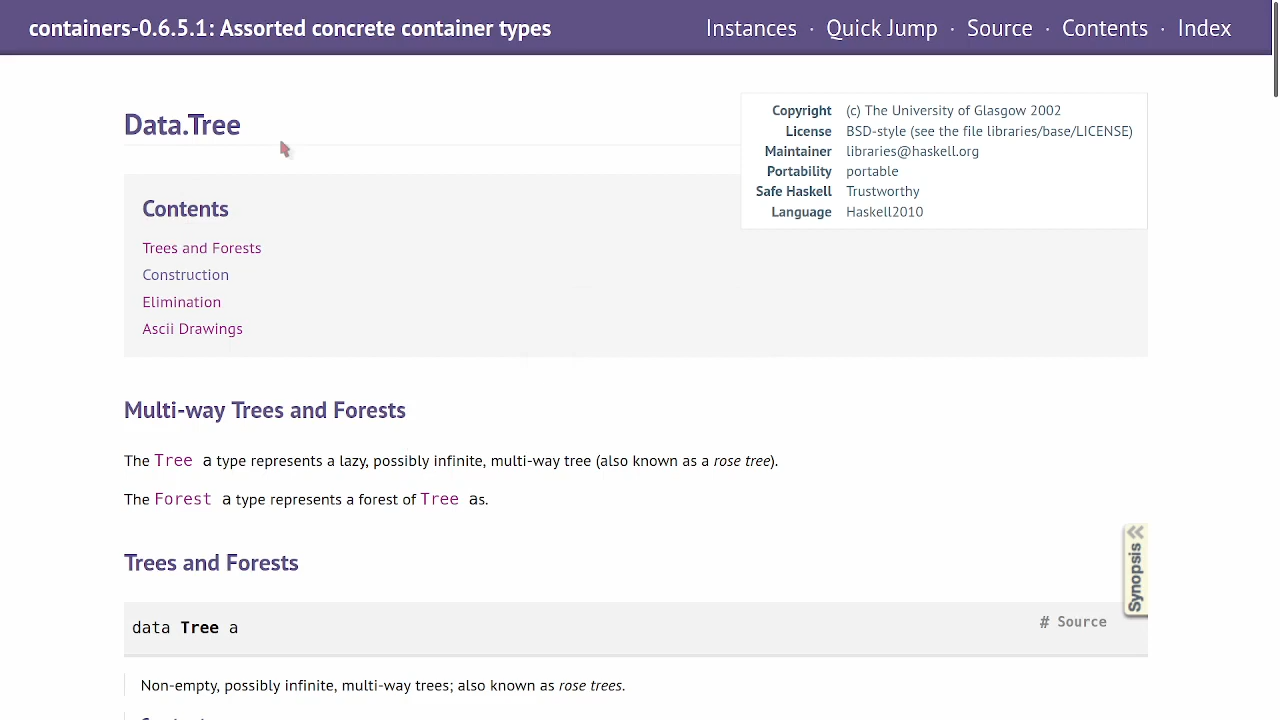 containers-0.6.5.1: Assorted concrete container types
Instances · Quick Jump · Source · Contents · Index
Data.Tree
Copyright (c) The University of Glasgow 2002
License BSD-style (see the file libraries/base/LICENSE)
Maintainer libraries@haskell.org
Portability portable
Safe Haskell Trustworthy
Language Haskell2010
Contents
Trees and Forests
Construction
Elimination
Ascii Drawings
Multi-way Trees and Forests
The Tree a type represents a lazy, possibly infinite, multi-way tree (also known as a rose tree).
The Forest a type represents a forest of Tree as.
Synopsis
Trees and Forests
data Tree a
# Source
Non-empty, possibly infinite, multi-way trees; also known as rose trees.